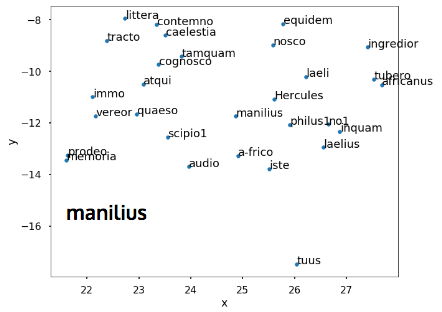 littera
contemno
equidem
caelestia
tracto
nosco
ingredior
tamquam
cognosco
laeli
tubero
africanus
atqui
immo
Hercules
vereor
quaeso
manilius
philus1
no1
inquam
scipio1
laelius
prodeo
memoria
a-frico
audio
iste
manilius
tuus
y
−8
−10
−12
−14
−16
22
23
24
25
26
27
x